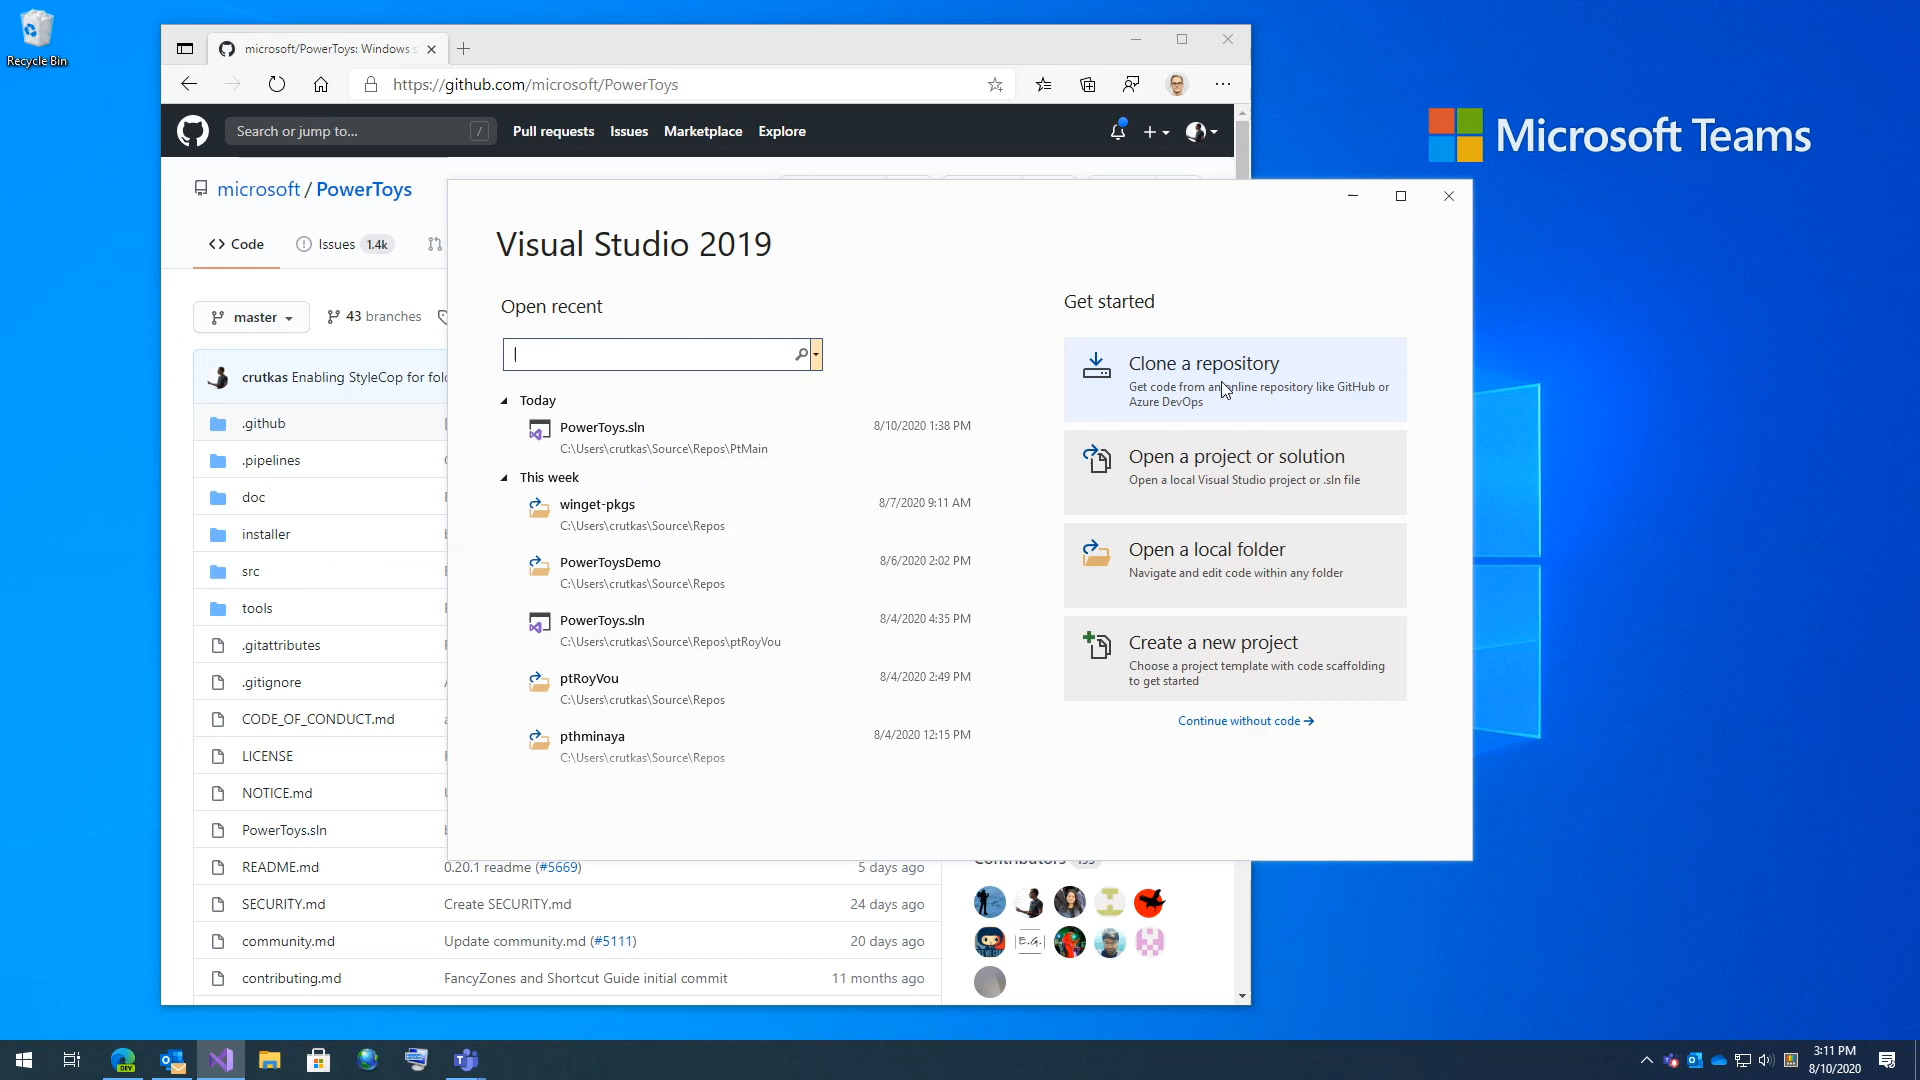 Recycle Bin
microsoft/PowerToys: Windows s
https://github.com/microsoft/PowerToys
Search or jump to... /
Pull requests Issues Marketplace Explore
Microsoft Teams
microsoft / PowerToys
Code Issues 1.4k
master 43 branches
crutkas Enabling StyleCop for fol
.github
.pipelines
doc
installer
src
tools
.gitattributes
.gitignore
CODE_OF_CONDUCT.md
LICENSE
NOTICE.md
PowerToys.sln
README.md 0.20.1 readme (#5669) 5 days ago
SECURITY.md Create SECURITY.md 24 days ago
community.md Update community.md (#5111) 20 days ago
contributing.md FancyZones and Shortcut Guide initial commit 11 months ago
E.G.
Visual Studio 2019
Open recent
Today
PowerToys.sln 8/10/2020 1:38 PM
C:\Users\crutkas\Source\Repos\PtMain
This week
winget-pkgs 8/7/2020 9:11 AM
C:\Users\crutkas\Source\Repos
PowerToysDemo 8/6/2020 2:02 PM
C:\Users\crutkas\Source\Repos
PowerToys.sln 8/4/2020 4:35 PM
C:\Users\crutkas\Source\Repos\ptRoyVou
ptRoyVou 8/4/2020 2:49 PM
C:\Users\crutkas\Source\Repos
pthminaya 8/4/2020 12:15 PM
C:\Users\crutkas\Source\Repos
Get started
Clone a repository
Get code from an online repository like GitHub or
Azure DevOps
Open a project or solution
Open a local Visual Studio project or .sln file
Open a local folder
Navigate and edit code within any folder
Create a new project
Choose a project template with code scaffolding
to get started
Continue without code
Contributors
DEV
3:11 PM
8/10/2020